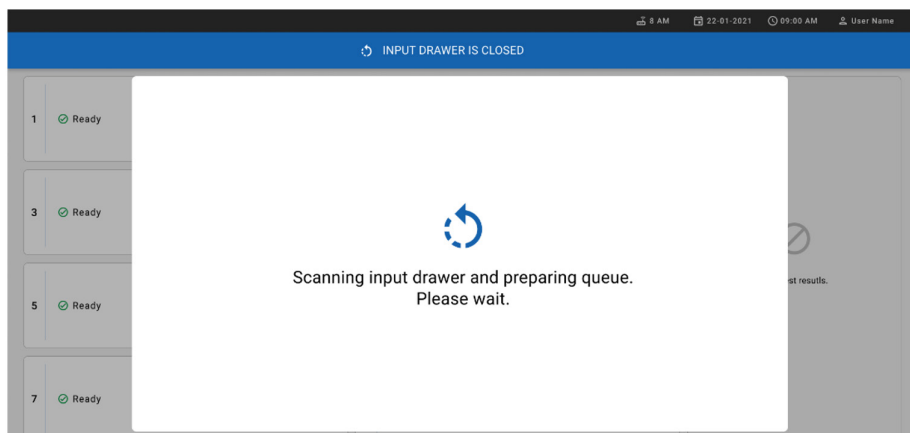 8 AM 22-01-2021 09:00 AM User Name
INPUT DRAWER IS CLOSED
1 Ready
3 Ready
5 Ready
7 Ready
Scanning input drawer and preparing queue.
Please wait.
resutls.